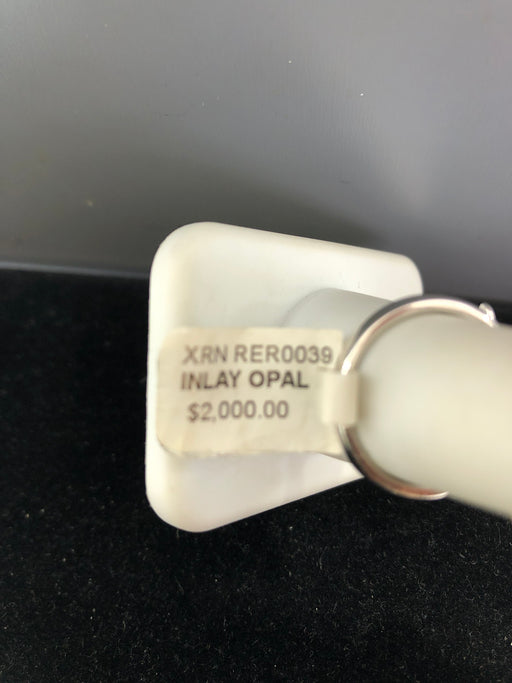 XRN RER0039
INLAY OPAL
$2,000.00